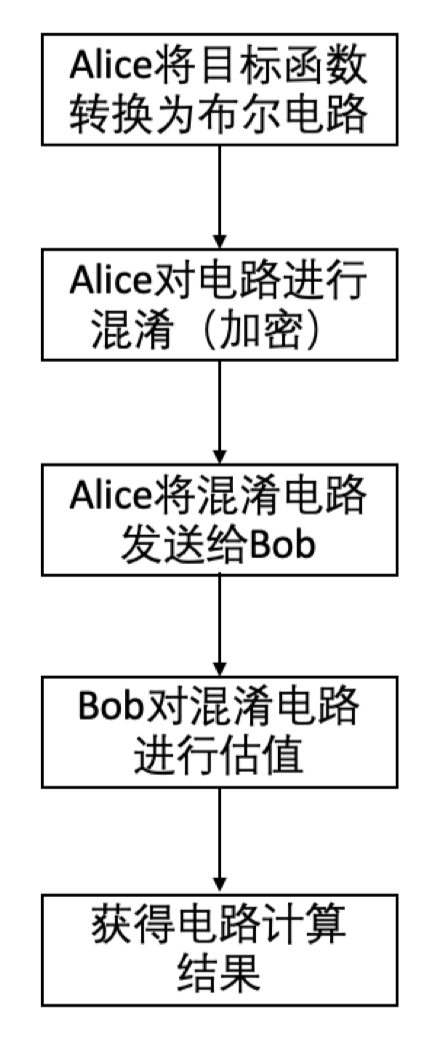 Alice将目标函数
转换为布尔电路
Alice对电路进行
混淆（加密）
Alice将混淆电路
发送给Bob
Bob对混淆电路
进行估值
获得电路计算
结果